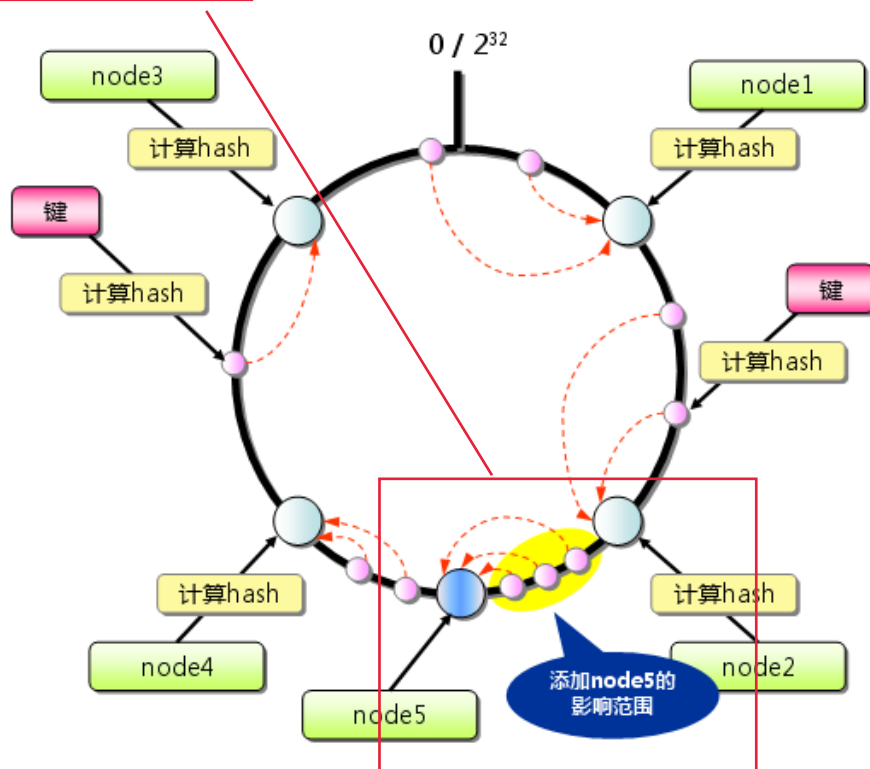 0 / 2³²
node3
node1
计算hash
计算hash
键
计算hash
键
计算hash
计算hash
计算hash
node4
node2
添加node5的
影响范围
node5